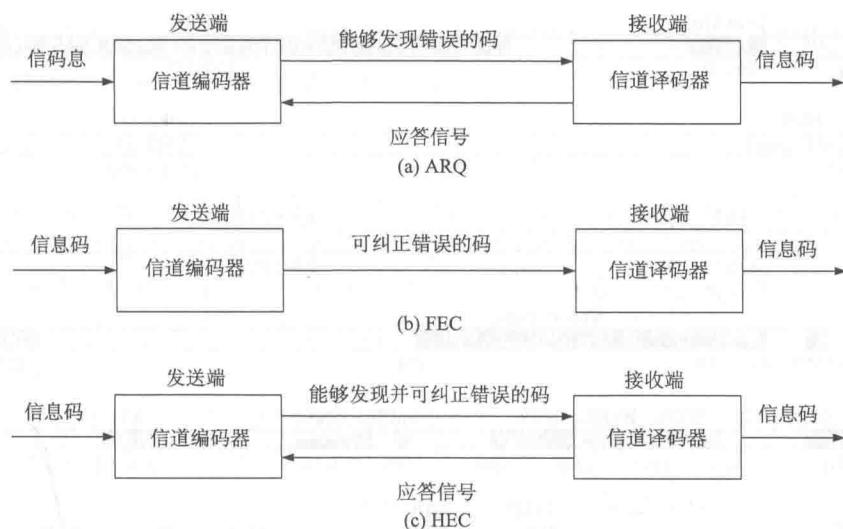 发送端
能够发现错误的码
接收端
信码息
信道编码器
信道译码器
信息码
应答信号
(a) ARQ
发送端
接收端
信息码
信道编码器
可纠正错误的码
信道译码器
信息码
(b) FEC
发送端
能够发现并可纠正错误的码
接收端
信息码
信道编码器
信道译码器
信息码
应答信号
(c) HEC